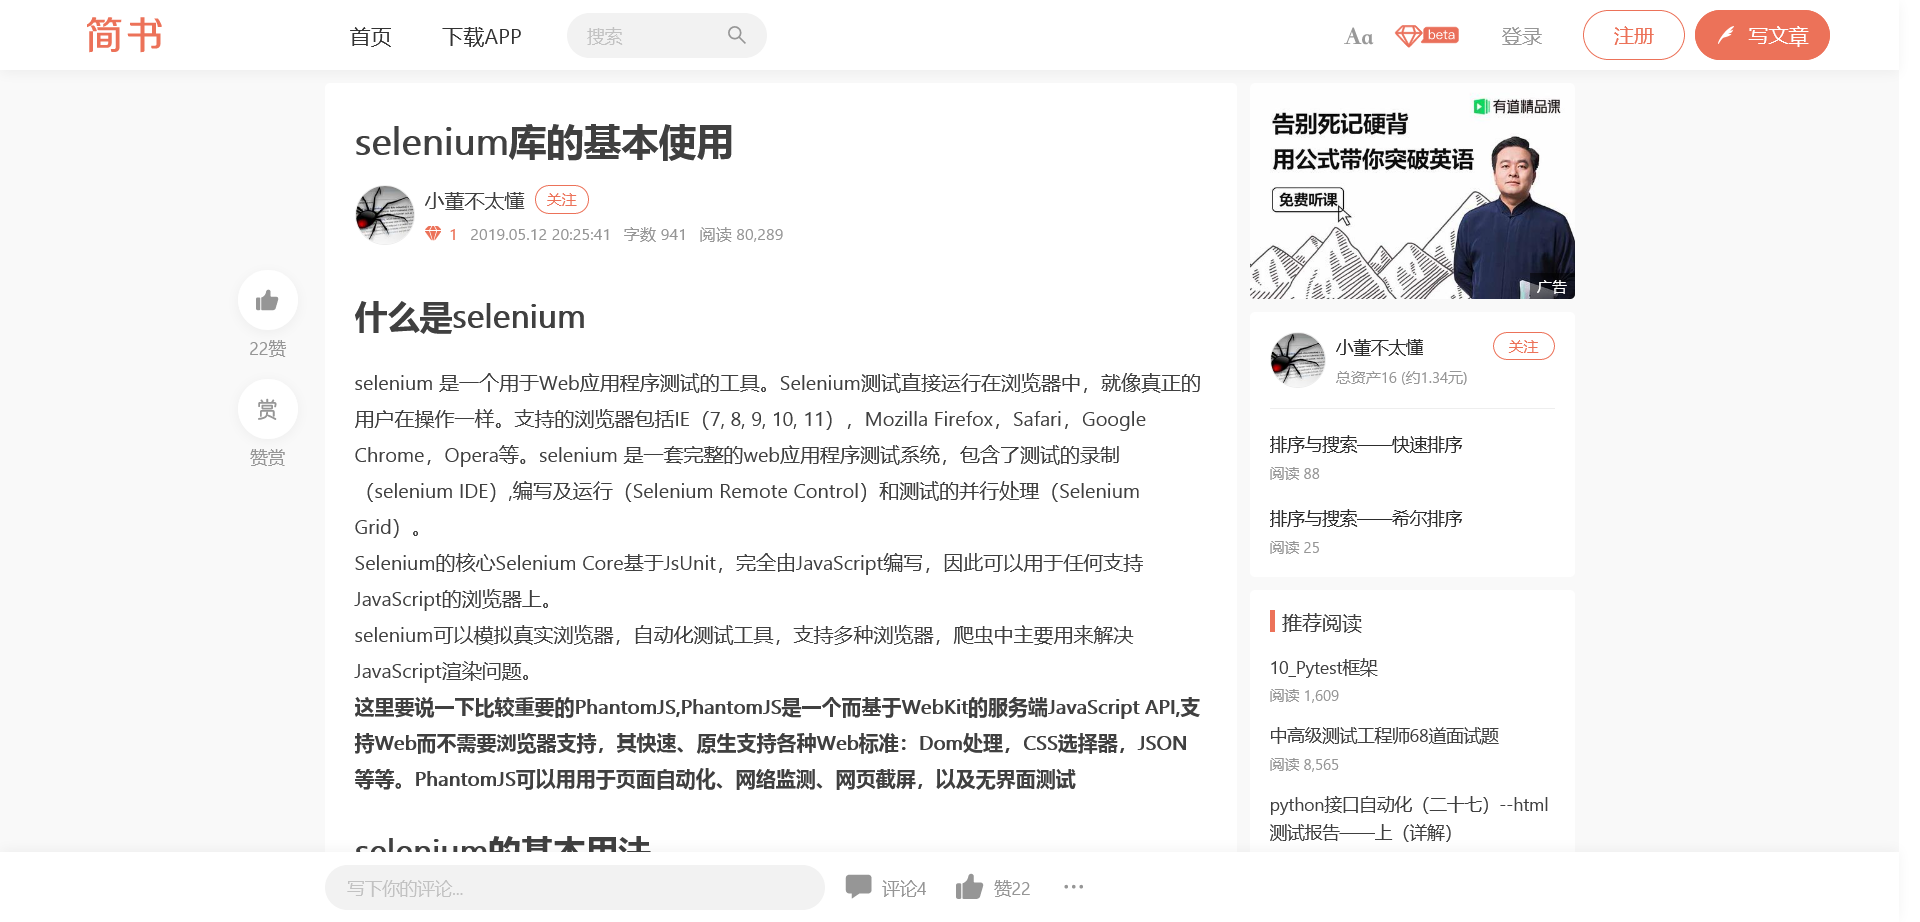 简书
首页
下载APP
搜索
Aa
beta
登录
注册
写文章
selenium库的基本使用
小董不太懂
关注
1 2019.05.12 20:25:41 字数 941 阅读 80,289
22赞
赏
赞赏
什么是selenium
selenium 是一个用于Web应用程序测试的工具。Selenium测试直接运行在浏览器中，就像真正的
用户在操作一样。支持的浏览器包括IE（7, 8, 9, 10, 11），Mozilla Firefox，Safari，Google
Chrome，Opera等。selenium 是一套完整的web应用程序测试系统，包含了测试的录制
（selenium IDE）,编写及运行（Selenium Remote Control）和测试的并行处理（Selenium
Grid）。
Selenium的核心Selenium Core基于JsUnit，完全由JavaScript编写，因此可以用于任何支持
JavaScript的浏览器上。
selenium可以模拟真实浏览器，自动化测试工具，支持多种浏览器，爬虫中主要用来解决
JavaScript渲染问题。
这里要说一下比较重要的PhantomJS,PhantomJS是一个而基于WebKit的服务端JavaScript API,支
持Web而不需要浏览器支持，其快速、原生支持各种Web标准：Dom处理，CSS选择器，JSON
等等。PhantomJS可以用用于页面自动化、网络监测、网页截屏，以及无界面测试
selenium的基本用法
有道精品课
告别死记硬背
用公式带你突破英语
免费听课
广告
小董不太懂
关注
总资产16 (约1.34元)
排序与搜索——快速排序
阅读 88
排序与搜索——希尔排序
阅读 25
推荐阅读
10_Pytest框架
阅读 1,609
中高级测试工程师68道面试题
阅读 8,565
python接口自动化（二十七）--html
测试报告——上（详解）
写下你的评论...
评论4
赞22